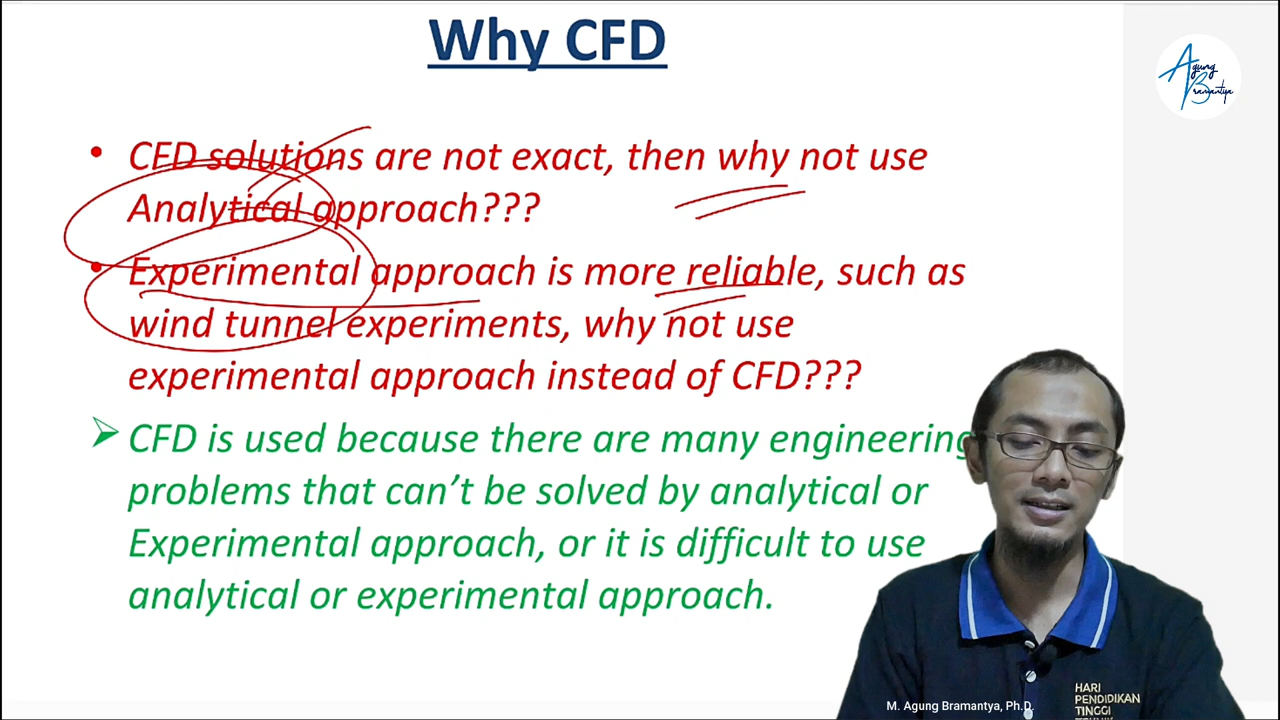 Why CFD
Agung
Bramantya
• CFD solutions are not exact, then why not use
Analytical approach???
• Experimental approach is more reliable, such as
wind tunnel experiments, why not use
experimental approach instead of CFD???
➢ CFD is used because there are many engineering
problems that can’t be solved by analytical or
Experimental approach, or it is difficult to use
analytical or experimental approach.
HARI
PENDIDIKAN
TINGGI
M. Agung Bramantya, Ph.D.